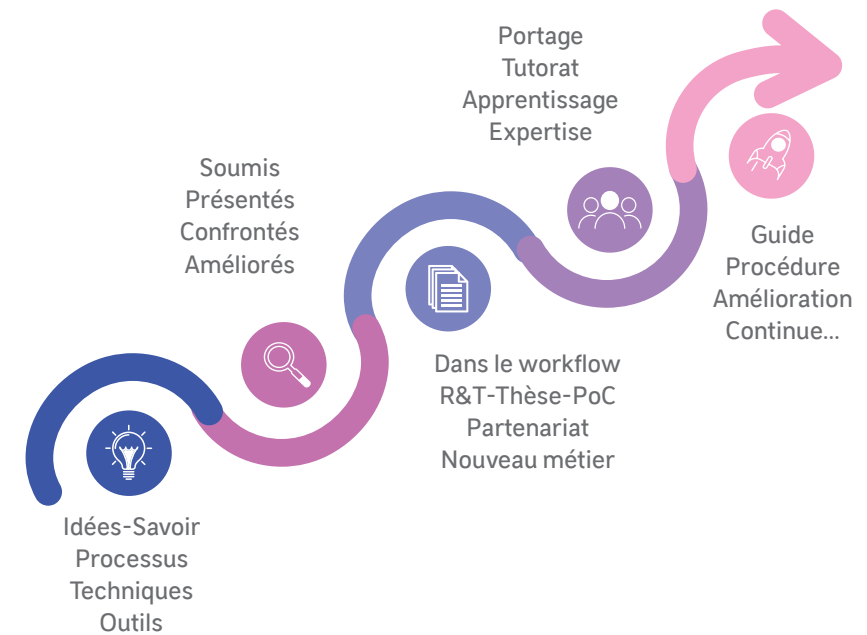 Idées-Savoir
Processus
Techniques
Outils
Soumis
Présentés
Confrontés
Améliorés
Dans le workflow
R&T-Thèse-PoC
Partenariat
Nouveau métier
Portage
Tutorat
Apprentissage
Expertise
Guide
Procédure
Amélioration
Continue...